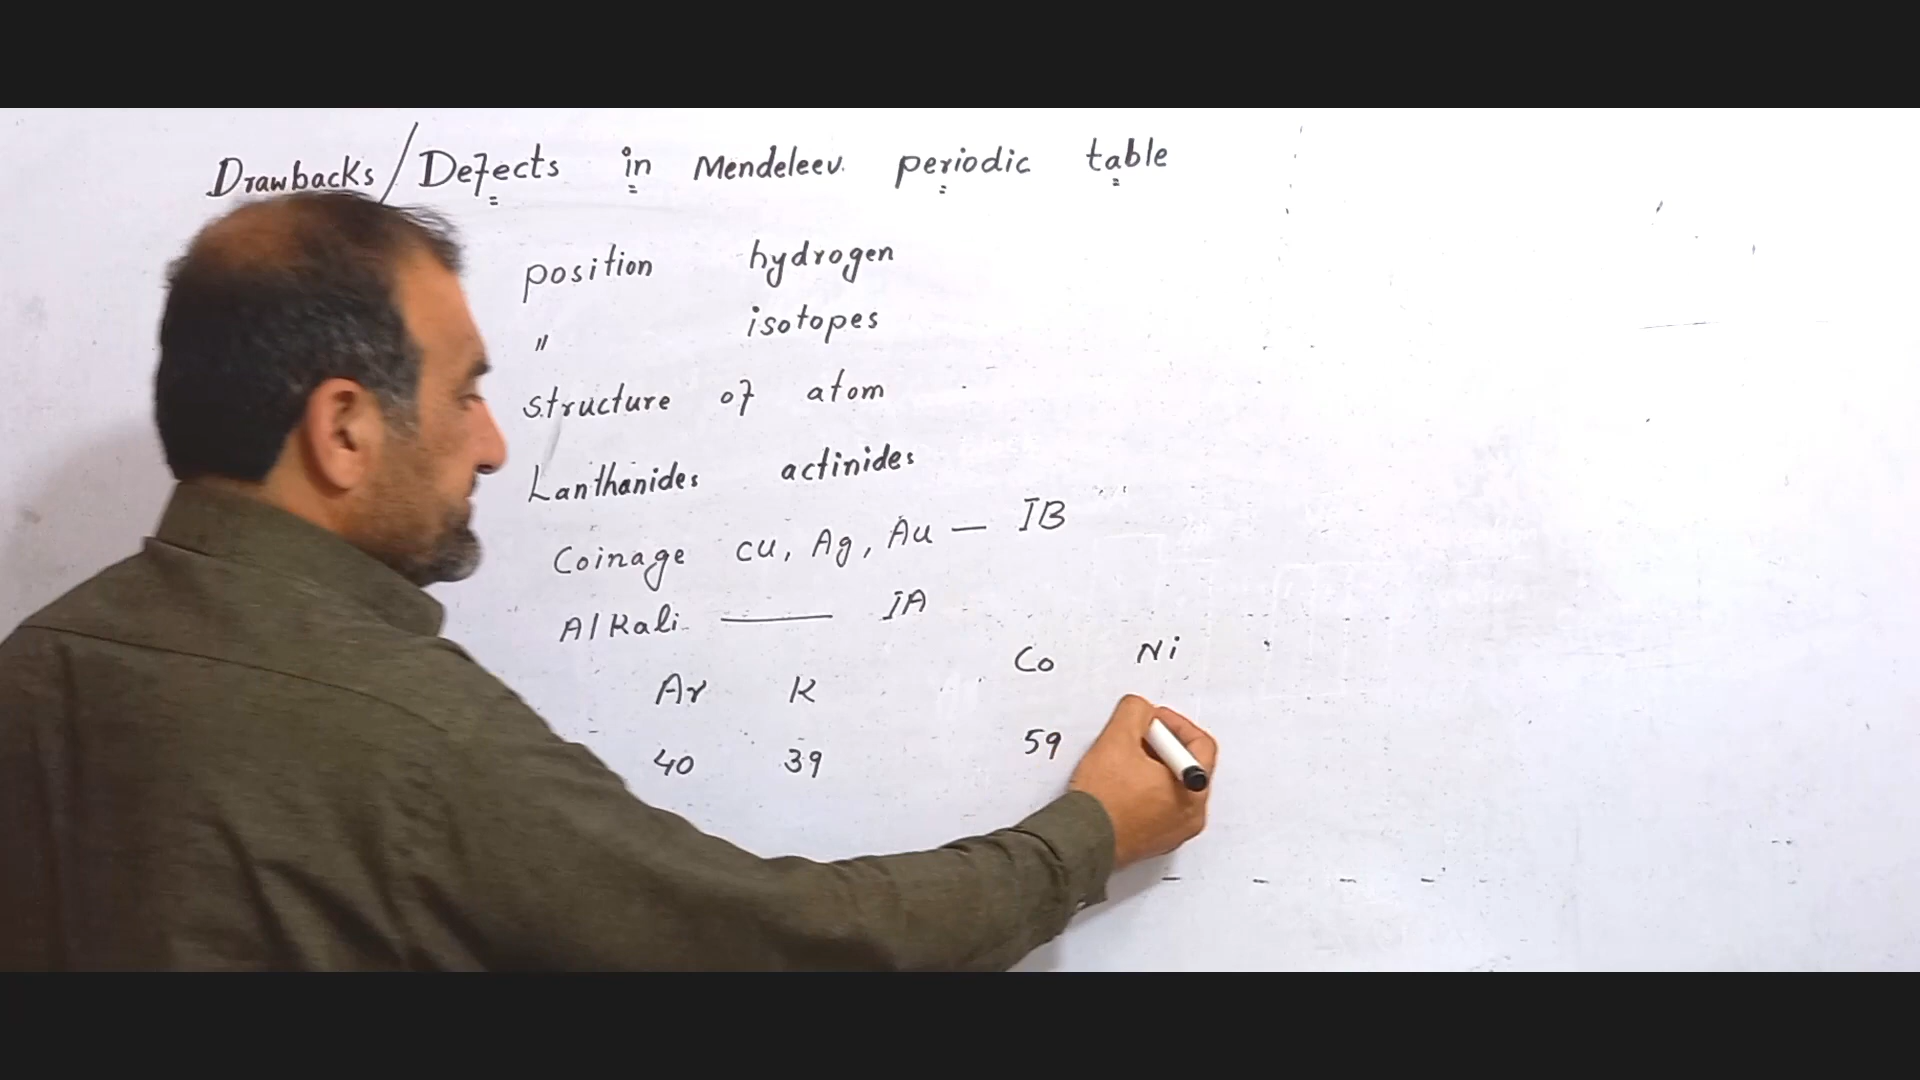 Drawbacks/Defects in Mendeleev. periodic table
position hydrogen
" isotopes
structure of atom
Lanthanides actinides
Coinage cu, Ag, Au — IB
Alkali — IA
Ar K Co Ni
40 39 59